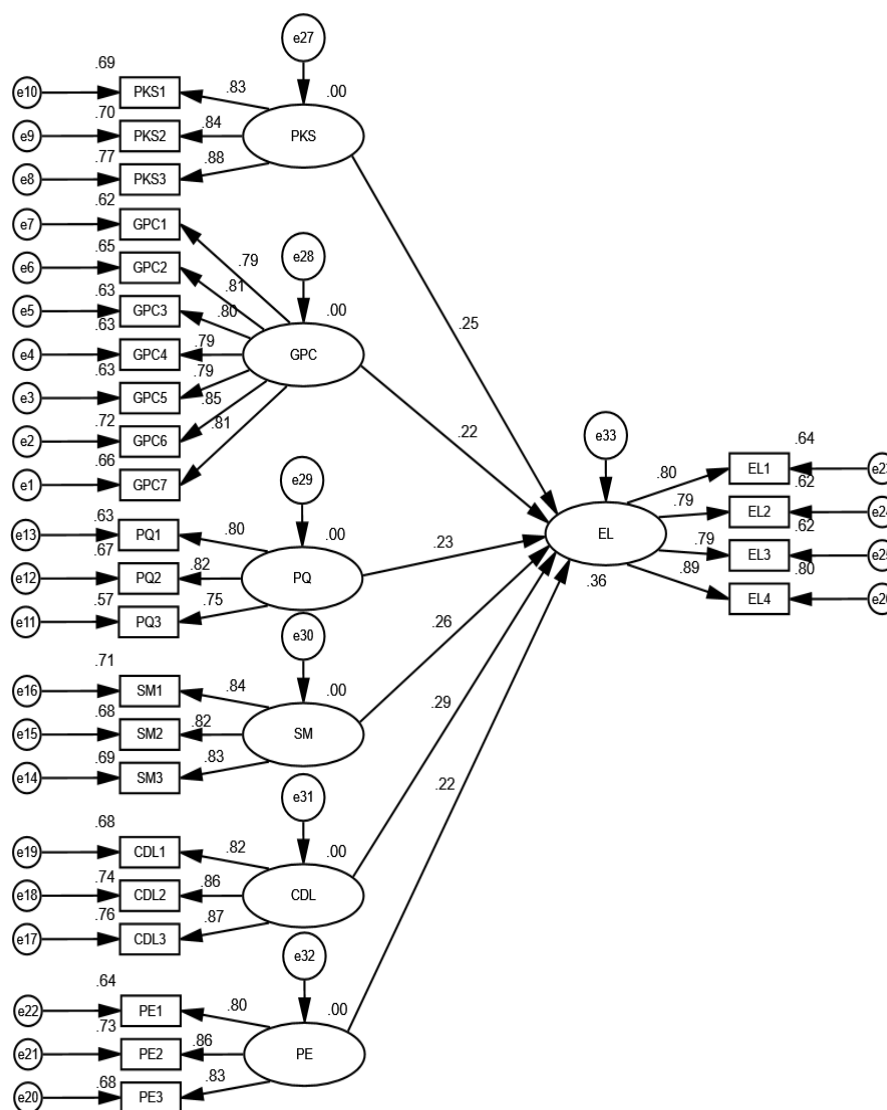 e27
.69
.00
e10
PKS1
.83
.70
e9
PKS2
.84
PKS
.77
.88
e8
PKS3
.62
e7
GPC1
.79
e28
.65
e6
GPC2
.81
.63
.00
e5
GPC3
.80
.63
.25
e4
GPC4
.79
GPC
.63
.79
e3
GPC5
.85
.72
.22
e2
GPC6
.81
e33
.64
.66
e1
GPC7
e29
.80
EL1
.62
.63
e13
PQ1
.80
.00
.79
EL2
.62
.67
EL
.23
e12
PQ2
.82
PQ
.79
EL3
.80
.57
.75
.36
.89
e11
PQ3
EL4
e30
.26
.71
e16
SM1
.84
.00
.68
.29
e15
SM2
.82
SM
.69
.83
e14
SM3
.22
e31
.68
e19
CDL1
.82
.00
.74
e18
CDL2
.86
CDL
.76
.87
e17
CDL3
e32
.64
e22
PE1
.80
.00
.73
e21
PE2
.86
PE
.68
.83
e20
PE3